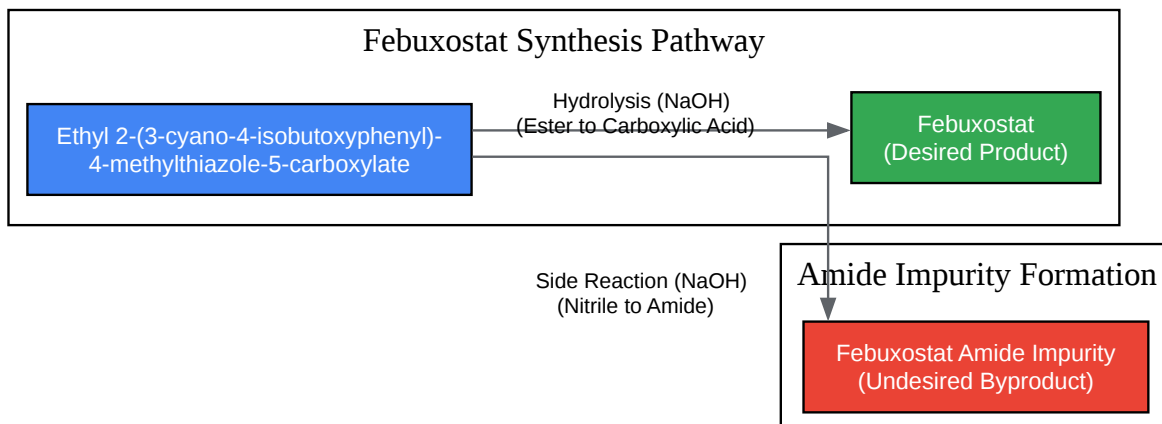 Febuxostat Synthesis Pathway
Hydrolysis (NaOH)
(Ester to Carboxylic Acid)
Ethyl 2-(3-cyano-4-isobutoxyphenyl)-
4-methylthiazole-5-carboxylate
Febuxostat
(Desired Product)
Side Reaction (NaOH)
(Nitrile to Amide)
Amide Impurity Formation
Febuxostat Amide Impurity
(Undesired Byproduct)